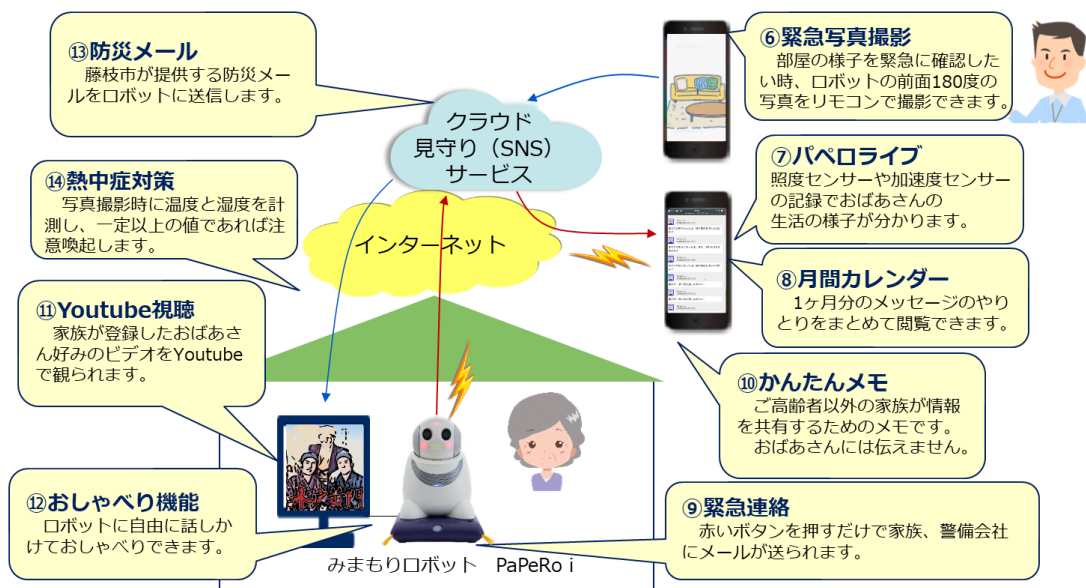 ⑬防災メール
藤枝市が提供する防災メー
ルをロボットに送信します。
⑥緊急写真撮影
部屋の様子を緊急に確認した
い時、ロボットの前面180度の
写真をリモコンで撮影できます。
クラウド
見守り（SNS）
サービス
⑦パペロライブ
照度センサーや加速度センサー
の記録でおばあさんの
生活の様子が分かります。
⑭熱中症対策
写真撮影時に温度と湿度を計
測し、一定以上の値であれば注
意喚起します。
インターネット
⑧月間カレンダー
１ヶ月分のメッセージのやり
とりをまとめて閲覧できます。
⑪Youtube視聴
家族が登録したおばあさ
ん好みのビデオをYoutube
で観られます。
⑩かんたんメモ
ご高齢者以外の家族が情報
を共有するためのメモです。
おばあさんには伝えません。
⑫おしゃべり機能
ロボットに自由に話しか
けておしゃべりできます。
⑨緊急連絡
赤いボタンを押すだけで家族、警備会社
にメールが送られます。
みまもりロボット　PaPeRo i